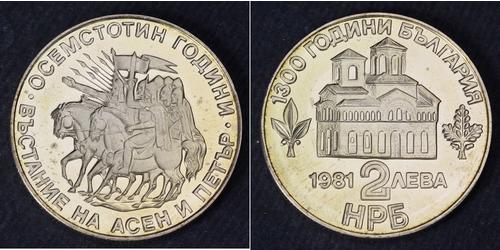 ОСЕМСТОТИН ГОДИНИ
ВЪСТАНИЕ НА АСЕН И ПЕТЪР
1300 ГОДИНИ БЪЛГАРИЯ
1981 2 ЛЕВА
НРБ